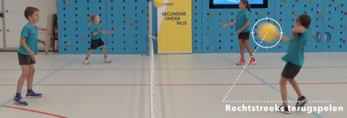 SECUNDAIR
ONDER
WIJS
Rechtstreeks terugspelen